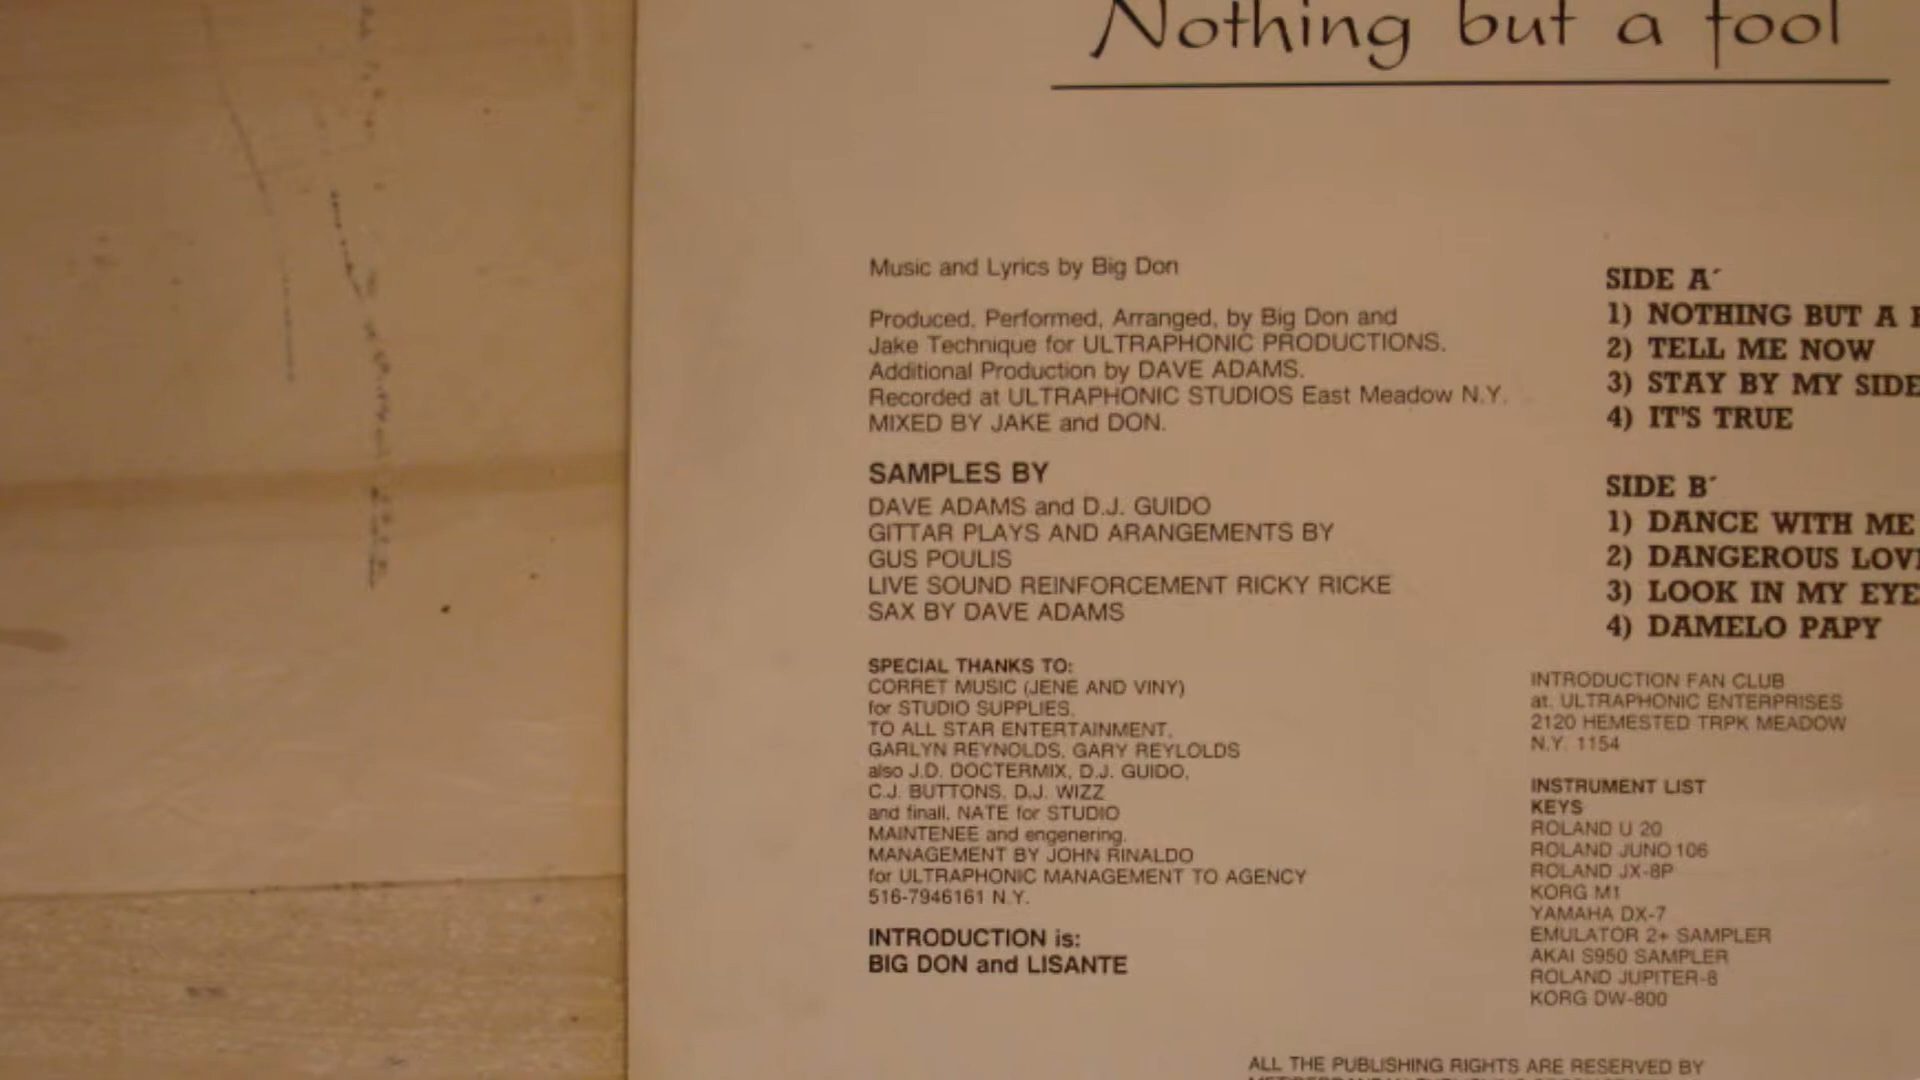 Nothing but a fool
Music and Lyrics by Big Don
Produced, Performed, Arranged, by Big Don and
Jake Technique for ULTRAPHONIC PRODUCTIONS.
Additional Production by DAVE ADAMS.
Recorded at ULTRAPHONIC STUDIOS East Meadow N.Y.
MIXED BY JAKE and DON.
SAMPLES BY
DAVE ADAMS and D.J. GUIDO
GITTAR PLAYS AND ARANGEMENTS BY
GUS POULIS
LIVE SOUND REINFORCEMENT RICKY RICKE
SAX BY DAVE ADAMS
SPECIAL THANKS TO:
CORRET MUSIC (JENE AND VINY)
for STUDIO SUPPLIES.
TO ALL STAR ENTERTAINMENT.
GARLYN REYNOLDS, GARY REYLOLDS
also J.D. DOCTERMIX, D.J. GUIDO,
C.J. BUTTONS, D.J. WIZZ
and finall, NATE for STUDIO
MAINTENEE and engenering.
MANAGEMENT BY JOHN RINALDO
for ULTRAPHONIC MANAGEMENT TO AGENCY
516-7946161 N.Y.
INTRODUCTION is:
BIG DON and LISANTE
SIDE A´
1) NOTHING BUT A
2) TELL ME NOW
3) STAY BY MY SIDE
4) IT'S TRUE
SIDE B´
1) DANCE WITH ME
2) DANGEROUS LOV
3) LOOK IN MY EYE
4) DAMELO PAPY
INTRODUCTION FAN CLUB
at. ULTRAPHONIC ENTERPRISES
2120 HEMESTED TRPK MEADOW
N.Y. 1154
INSTRUMENT LIST
KEYS
ROLAND U 20
ROLAND JUNO 106
ROLAND JX-8P
KORG M1
YAMAHA DX-7
EMULATOR 2+ SAMPLER
AKAI S950 SAMPLER
ROLAND JUPITER-8
KORG DW-800
ALL THE PUBLISHING RIGHTS ARE RESERVED BY